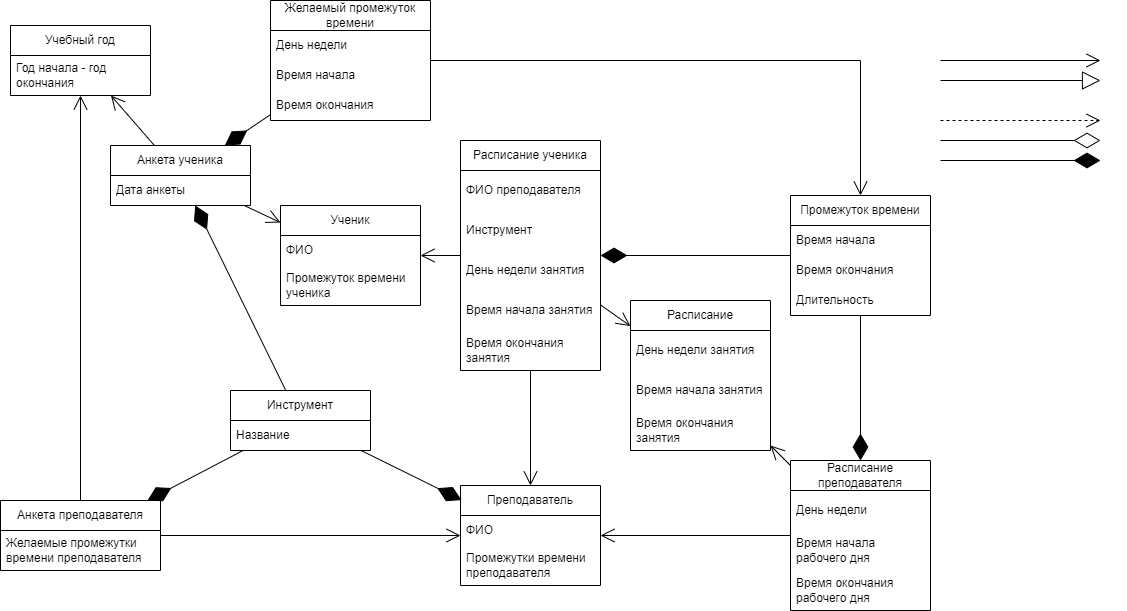 Желаемый промежуток
времени
День недели
Время начала
Время окончания
Учебный год
Год начала - год
окончания
Анкета ученика
Дата анкеты
Ученик
ФИО
Промежуток времени
ученика
Расписание ученика
ФИО преподавателя
Инструмент
День недели занятия
Время начала занятия
Время окончания
занятия
Промежуток времени
Время начала
Время окончания
Длительность
Расписание
День недели занятия
Время начала занятия
Время окончания
занятия
Инструмент
Название
Анкета преподавателя
Желаемые промежутки
времени преподавателя
Преподаватель
ФИО
Промежутки времени
преподавателя
Расписание
преподавателя
День недели
Время начала
рабочего дня
Время окончания
рабочего дня